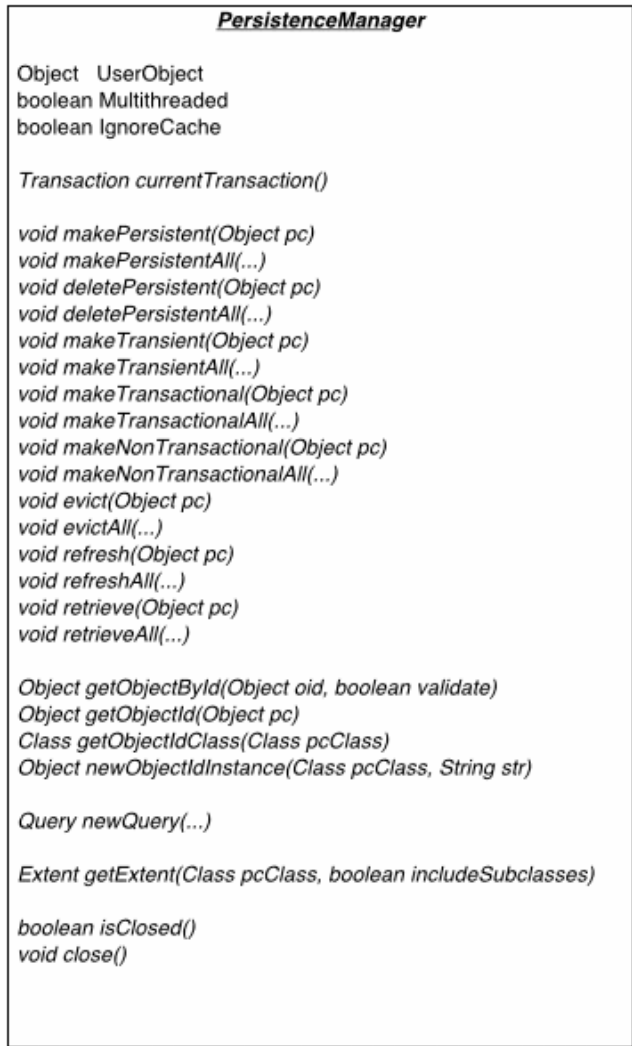 PersistenceManager
Object UserObject
boolean Multithreaded
boolean IgnoreCache
Transaction currentTransaction()
void makePersistent(Object pc)
void makePersistentAll(...)
void deletePersistent(Object pc)
void deletePersistentAll(...)
void makeTransient(Object pc)
void makeTransientAll(...)
void makeTransactional(Object pc)
void makeTransactionalAll(...)
void makeNonTransactional(Object pc)
void makeNonTransactionalAll(...)
void evict(Object pc)
void evictAll(...)
void refresh(Object pc)
void refreshAll(...)
void retrieve(Object pc)
void retrieveAll(...)
Object getObjectById(Object oid, boolean validate)
Object getObjectId(Object pc)
Class getObjectIdClass(Class pcClass)
Object newObjectIdInstance(Class pcClass, String str)
Query newQuery(...)
Extent getExtent(Class pcClass, boolean includeSubclasses)
boolean isClosed()
void close()